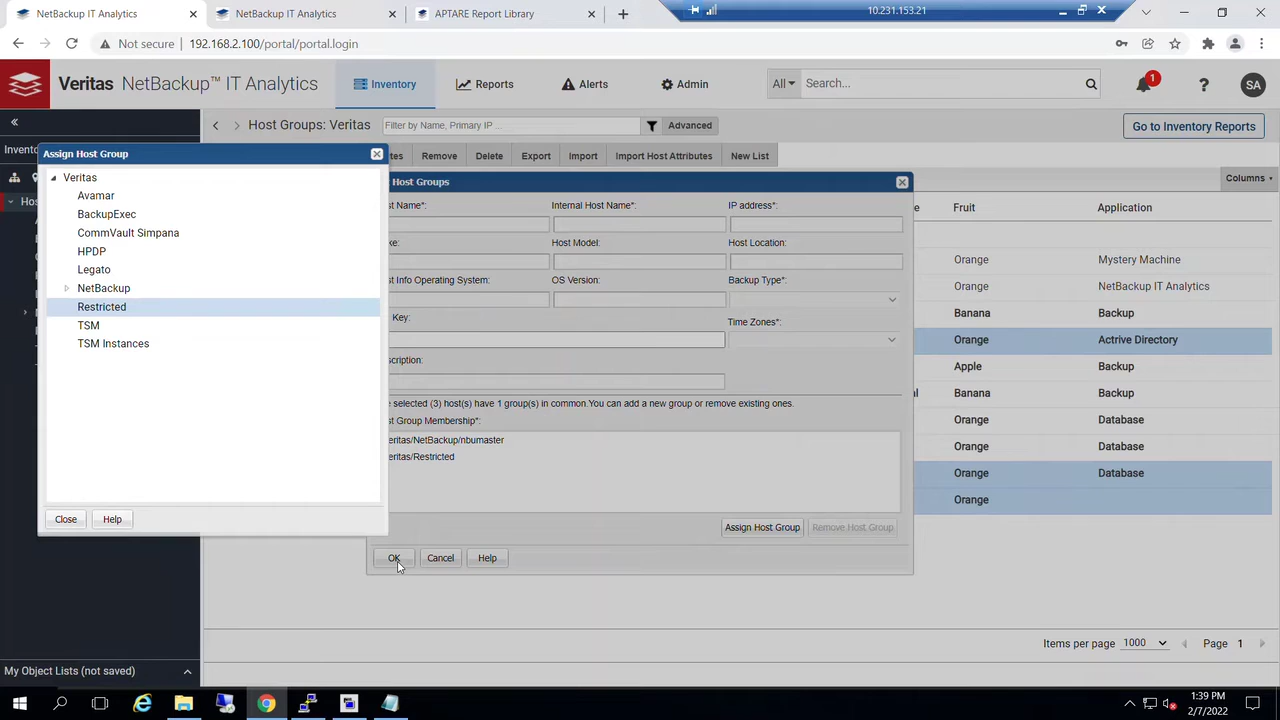 NetBackup IT Analytics
NetBackup IT Analytics
APTARE Report Library
10.231.153.21
Not secure
192.168.2.100/portal/portal.login
Veritas NetBackup™ IT Analytics
Inventory
Reports
Alerts
Admin
All
Search...
1
?
SA
«
Host Groups: Veritas
Filter by Name, Primary IP ...
Advanced
Go to Inventory Reports
Invento
Assign Host Group
tes
Remove
Delete
Export
Import
Import Host Attributes
New List
Columns
Veritas
Avamar
BackupExec
CommVault Simpana
HPDP
Legato
NetBackup
Restricted
TSM
TSM Instances
Close
Help
Hos
Host Groups
st Name*:
Internal Host Name*:
IP address*:
ke:
Host Model:
Host Location:
st Info Operating System:
OS Version:
Backup Type*:
Key:
Time Zones*:
scription:
e selected (3) host(s) have 1 group(s) in common.You can add a new group or remove existing ones.
st Group Membership*:
eritas/NetBackup/nbumaster
eritas/Restricted
Assign Host Group
Remove Host Group
OK
Cancel
Help
e
Fruit
Application
Orange
Mystery Machine
Orange
NetBackup IT Analytics
Banana
Backup
Orange
Actrive Directory
Apple
Backup
al
Banana
Backup
Orange
Database
Orange
Database
Orange
Database
Orange
Items per page
1000
Page
1
My Object Lists (not saved)
1:39 PM
2/7/2022